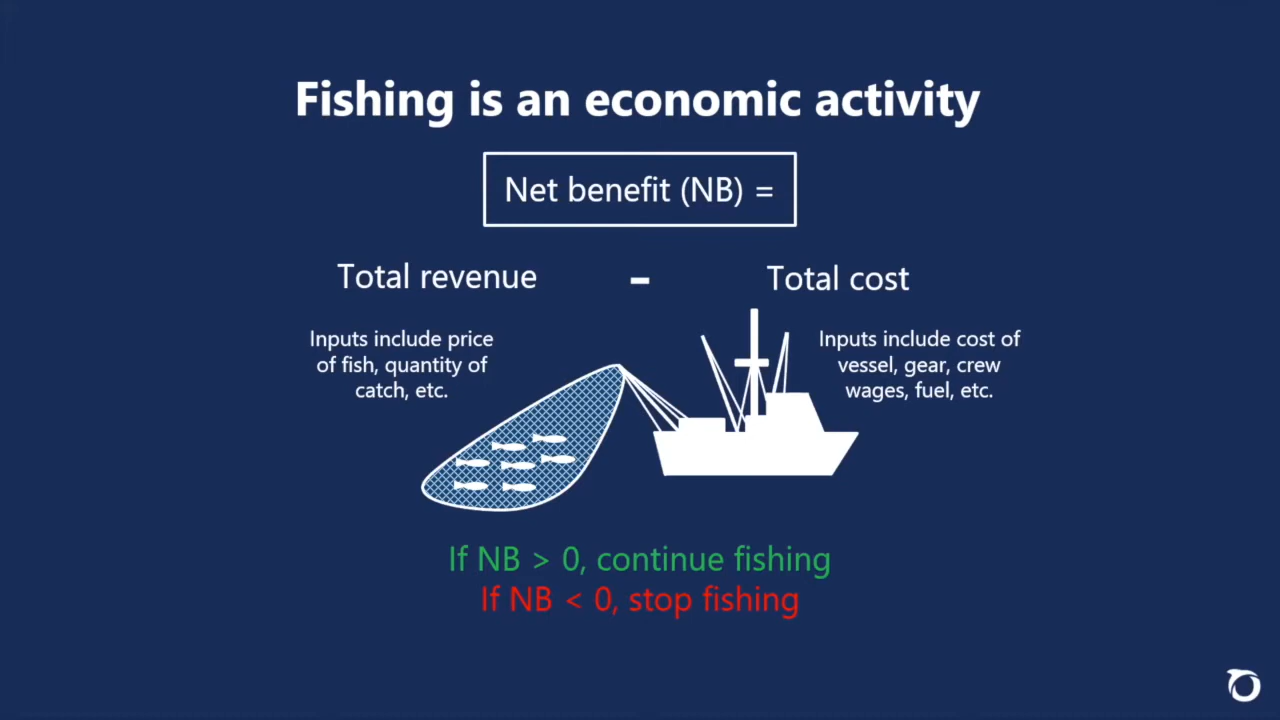 Fishing is an economic activity
Net benefit (NB) =
Total revenue - Total cost
Inputs include price
of fish, quantity of
catch, etc.
Inputs include cost of
vessel, gear, crew
wages, fuel, etc.
If NB > 0, continue fishing
If NB < 0, stop fishing